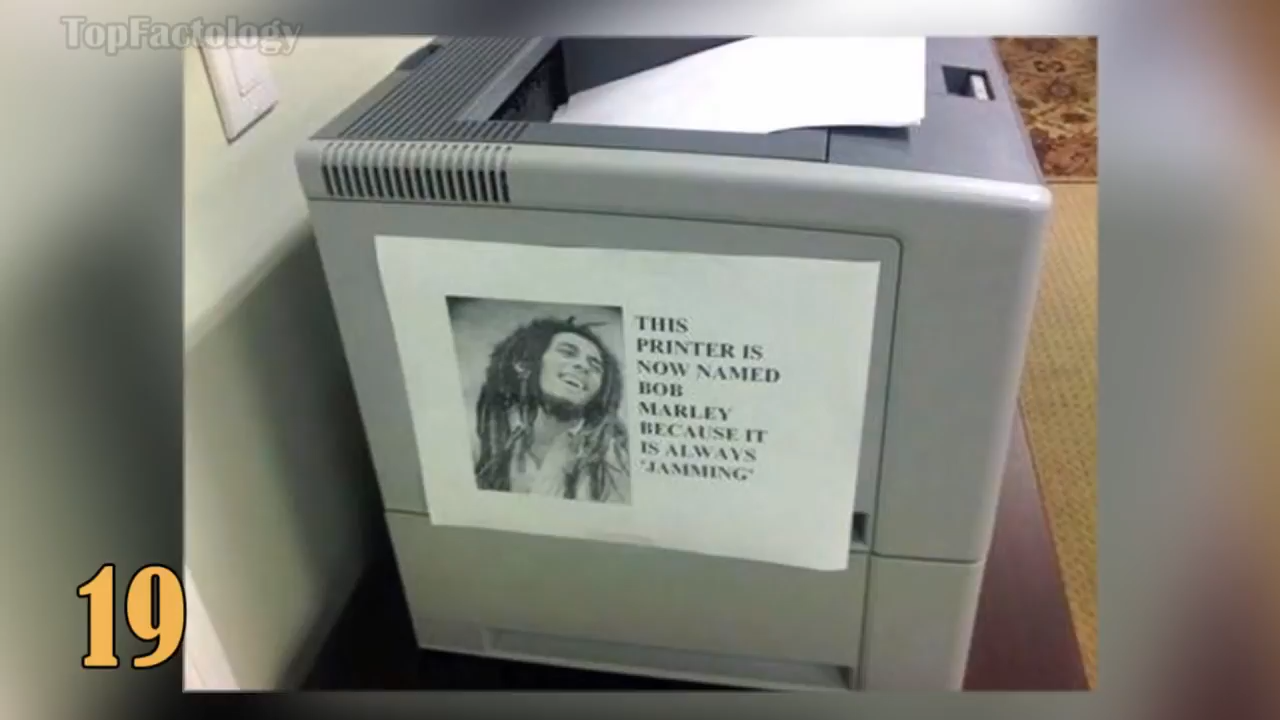 TopFactology
THIS
PRINTER IS
NOW NAMED
BOB
MARLEY
BECAUSE IT
IS ALWAYS
'JAMMING'
19